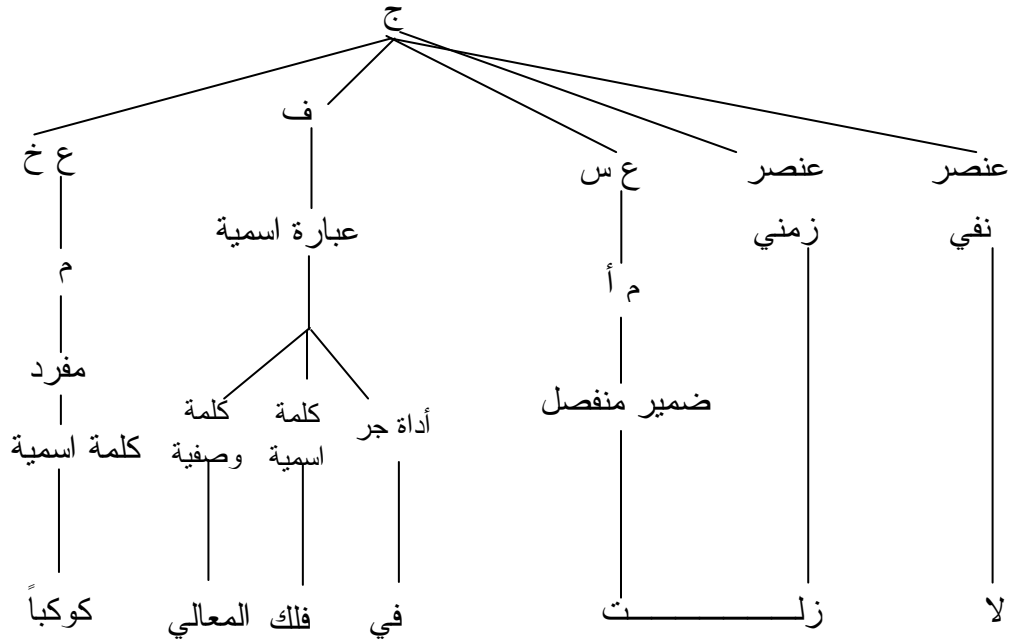 ج
عنصر عنصر ع س ف ع خ
نفي زمني م أ عبارة اسمية م
ضمير منفصل أداة جر كلمة كلمة مفرد
اسمية وصفية كلمة اسمية
لا زلــــــــت في فلك المعالي كوكباً